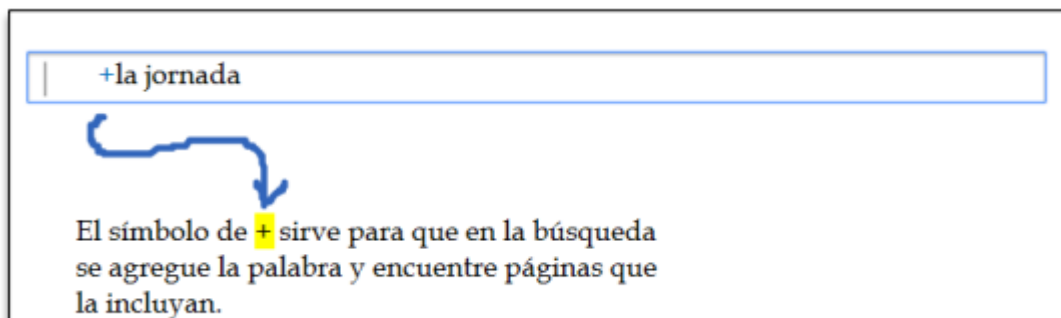 +la jornada
El símbolo de + sirve para que en la búsqueda
se agregue la palabra y encuentre páginas que
la incluyan.